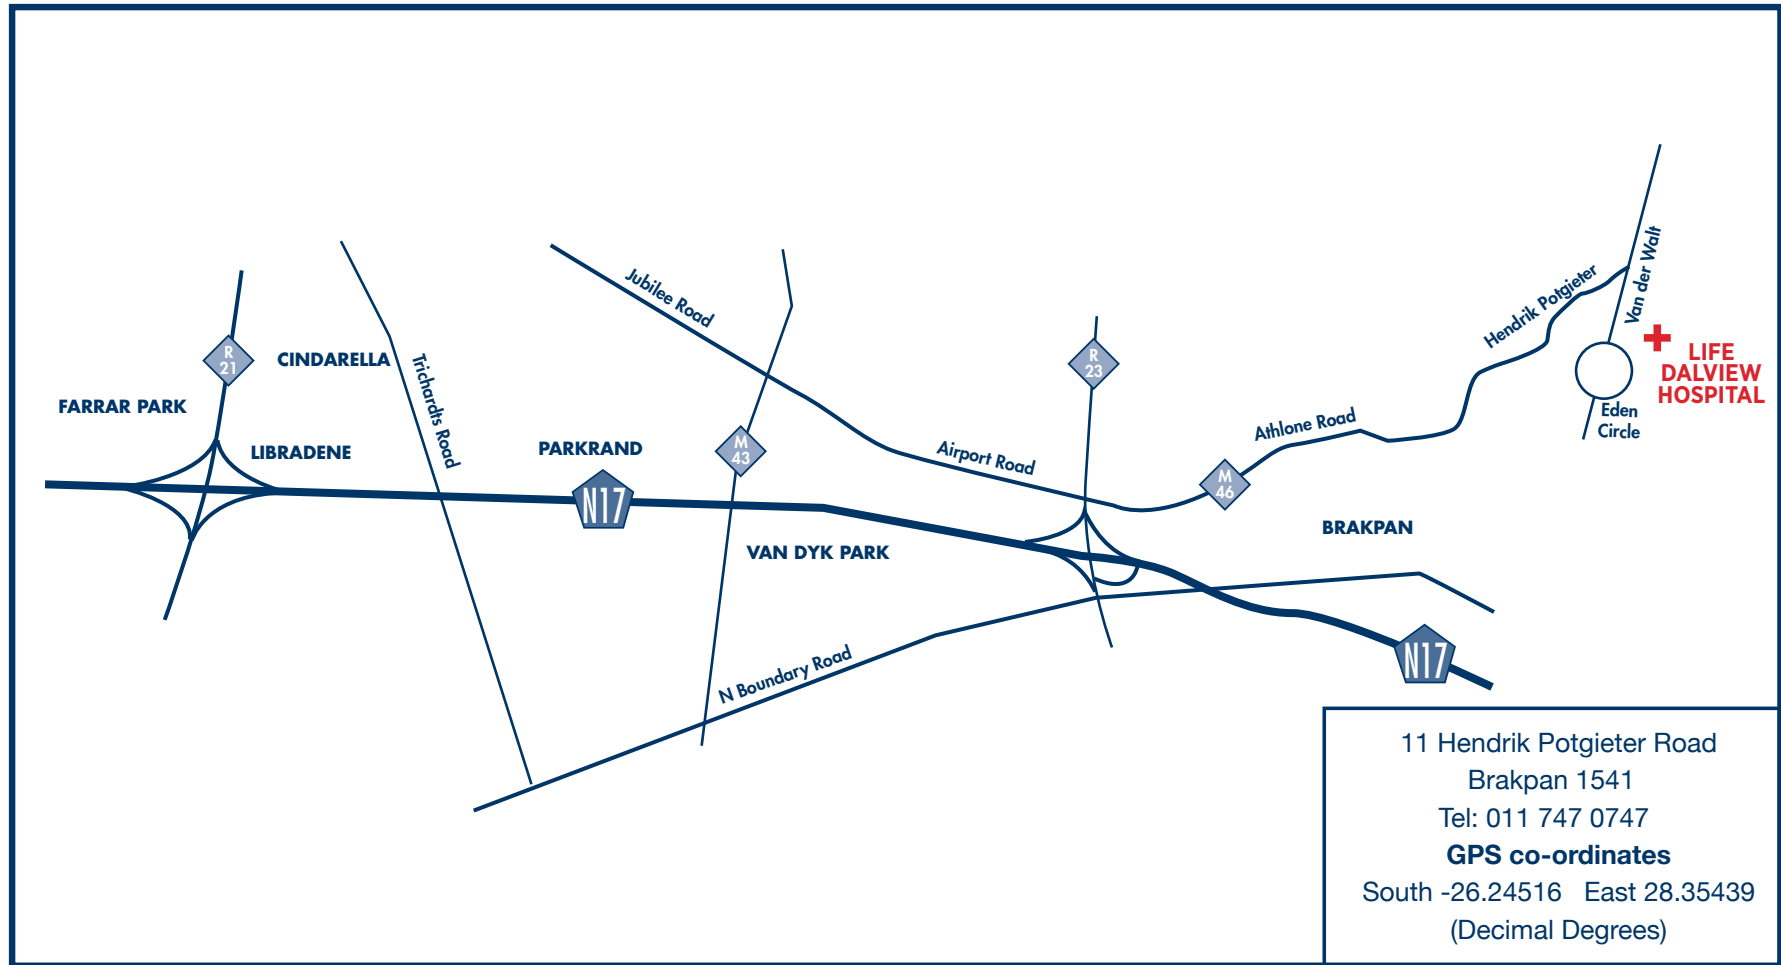 Jubilee Road
Van der Walt
Hendrik Potgieter
R
21
CINDARELLA
R
23
LIFE
DALVIEW
HOSPITAL
FARRAR PARK
Trichardts Road
Eden
Circle
LIBRADENE
PARKRAND
M
43
Airport Road
Athlone Road
M
46
N17
BRAKPAN
VAN DYK PARK
N Boundary Road
N17
11 Hendrik Potgieter Road
Brakpan 1541
Tel: 011 747 0747
GPS co-ordinates
South -26.24516 East 28.35439
(Decimal Degrees)